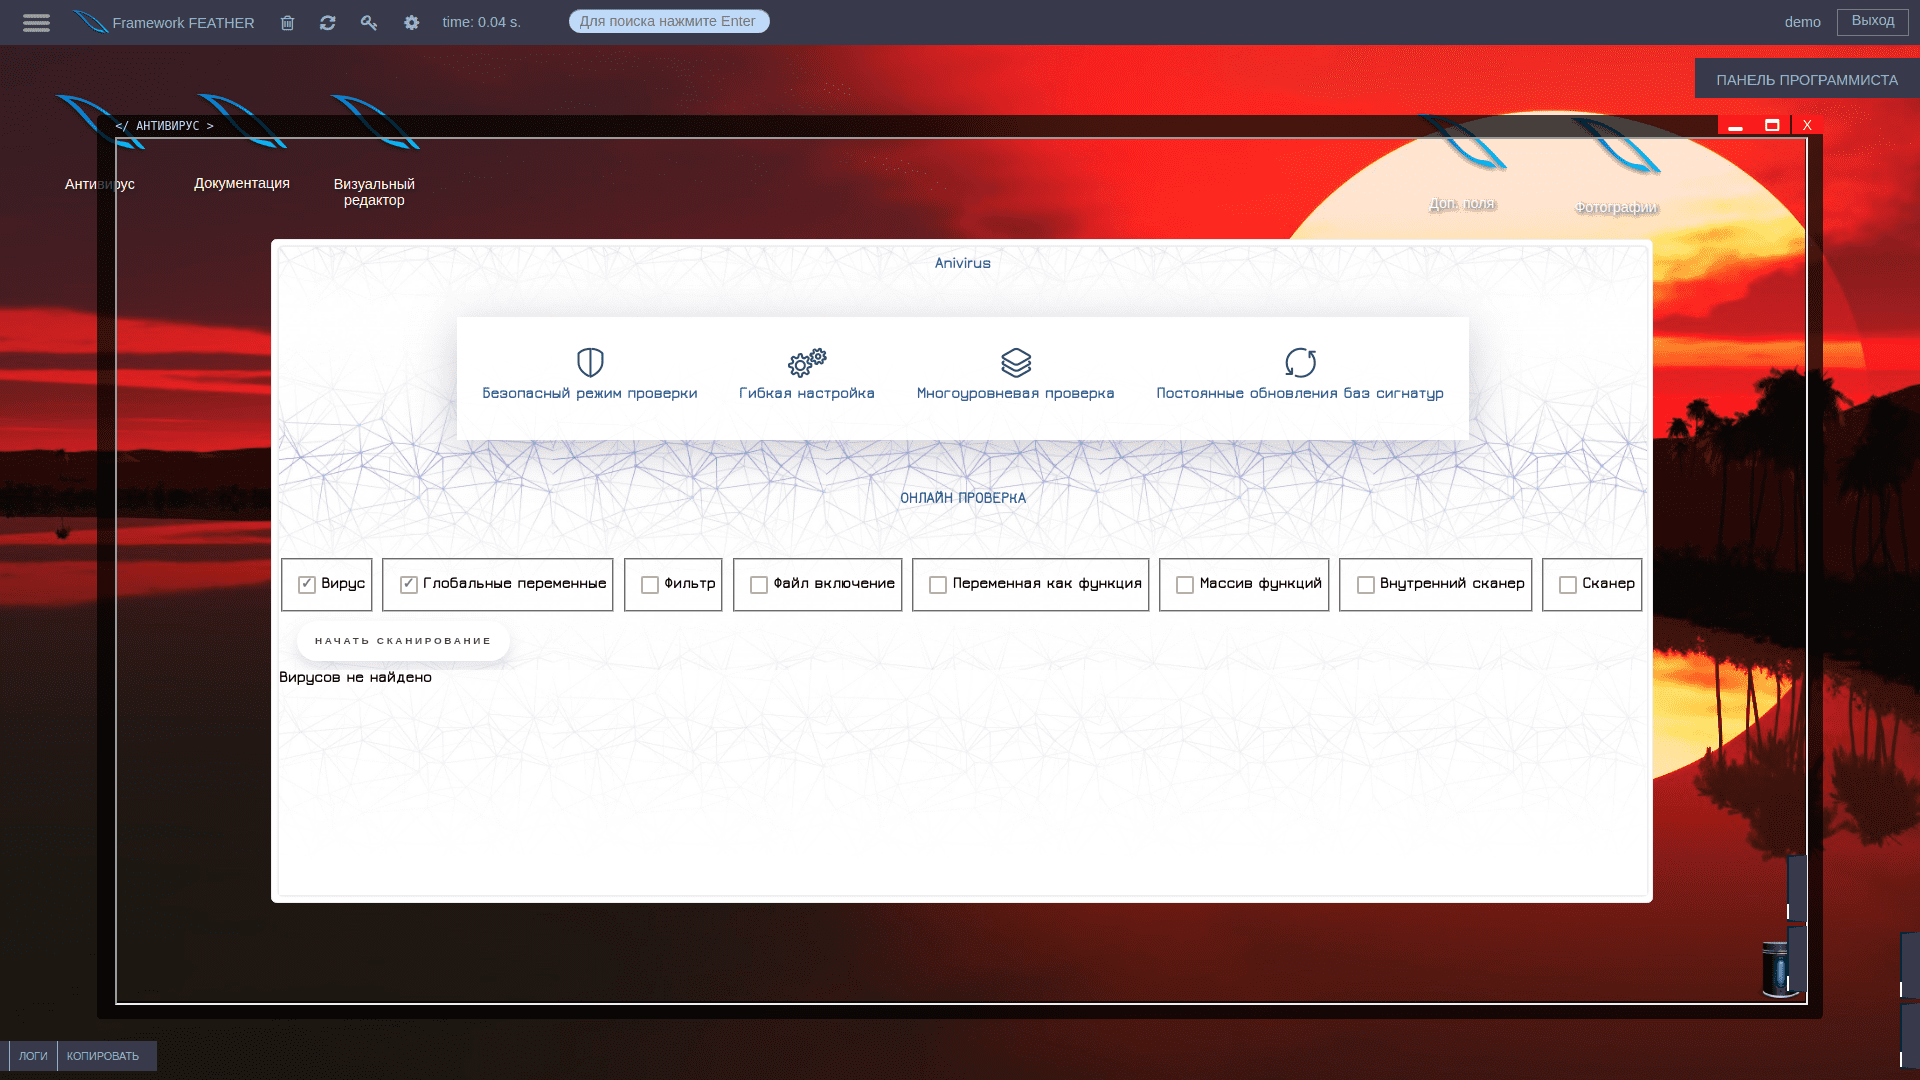 Framework FEATHER
time: 0.04 s.
Для поиска нажмите Enter
demo
Выход
ПАНЕЛЬ ПРОГРАММИСТА
</ АНТИВИРУС >
X
Антивирус
Документация
Визуальный
редактор
Доп. поля
Фотографии
Anivirus
Безопасный режим проверки
Гибкая настройка
Многоуровневая проверка
Постоянные обновления баз сигнатур
ОНЛАЙН ПРОВЕРКА
Вирус
Глобальные переменные
Фильтр
Файл включение
Переменная как функция
Массив функций
Внутренний сканер
Сканер
НАЧАТЬ СКАНИРОВАНИЕ
Вирусов не найдено
ЛОГИ
КОПИРОВАТЬ